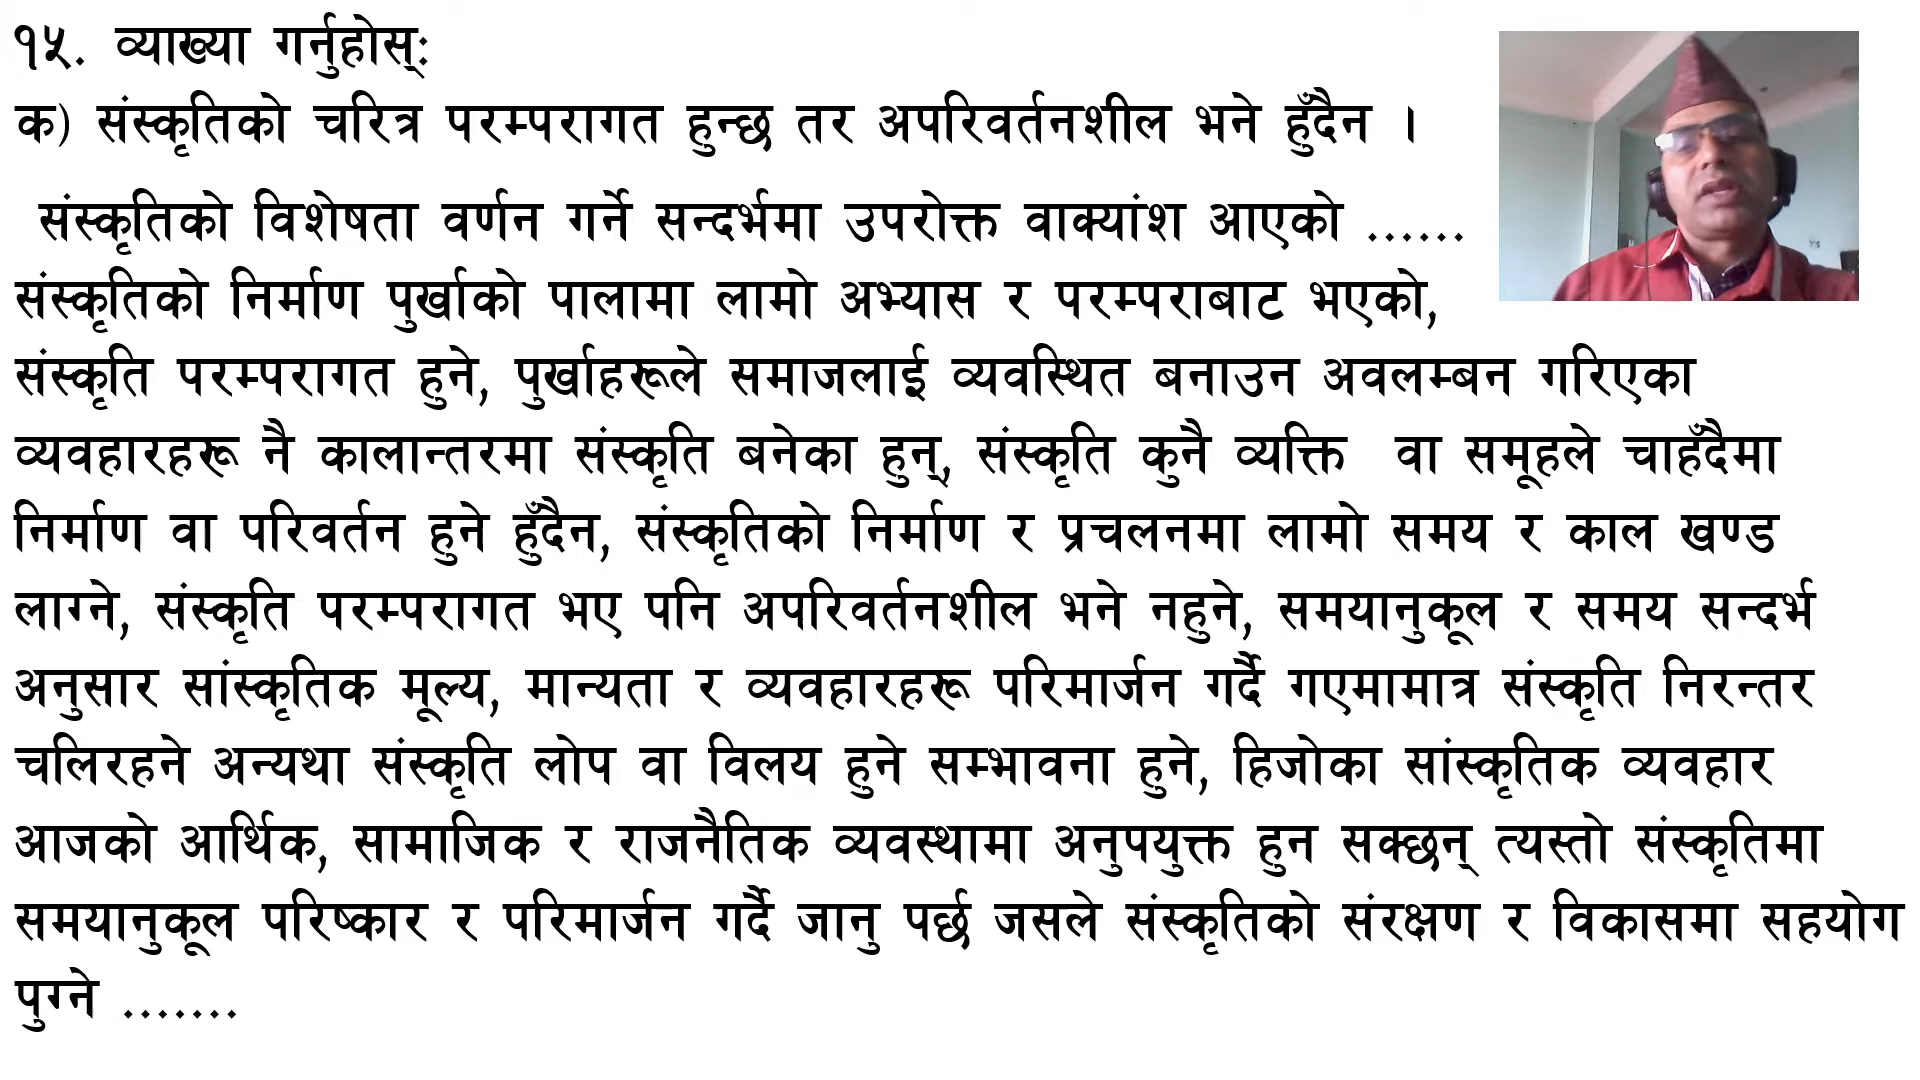 १५. व्याख्या गर्नुहोस्ः
क) संस्कृतिको चरित्र परम्परागत हुन्छ तर अपरिवर्तनशील भने हुँदैन ।
संस्कृतिको विशेषता वर्णन गर्ने सन्दर्भमा उपरोक्त वाक्यांश आएको ......
संस्कृतिको निर्माण पुर्खाको पालामा लामो अभ्यास र परम्पराबाट भएको,
संस्कृति परम्परागत हुने, पुर्खाहरूले समाजलाई व्यवस्थित बनाउन अवलम्बन गरिएका
व्यवहारहरू नै कालान्तरमा संस्कृति बनेका हुन्, संस्कृति कुनै व्यक्ति वा समूहले चाहँदैमा
निर्माण वा परिवर्तन हुने हुँदैन, संस्कृतिको निर्माण र प्रचलनमा लामो समय र काल खण्ड
लाग्ने, संस्कृति परम्परागत भए पनि अपरिवर्तनशील भने नहुने, समयानुकूल र समय सन्दर्भ
अनुसार सांस्कृतिक मूल्य, मान्यता र व्यवहारहरू परिमार्जन गर्दै गएमामात्र संस्कृति निरन्तर
चलिरहने अन्यथा संस्कृति लोप वा विलय हुने सम्भावना हुने, हिजोका सांस्कृतिक व्यवहार
आजको आर्थिक, सामाजिक र राजनैतिक व्यवस्थामा अनुपयुक्त हुन सक्छन् त्यस्तो संस्कृतिमा
समयानुकूल परिष्कार र परिमार्जन गर्दै जानु पर्छ जसले संस्कृतिको संरक्षण र विकासमा सहयोग
पुग्ने .......